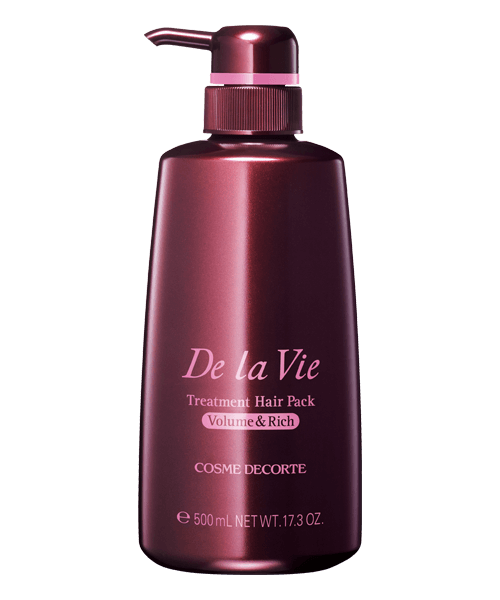 De la Vie
Treatment Hair Pack
Volume & Rich
COSME DECORTE
℮ 500 mL NET WT. 17.3 OZ.